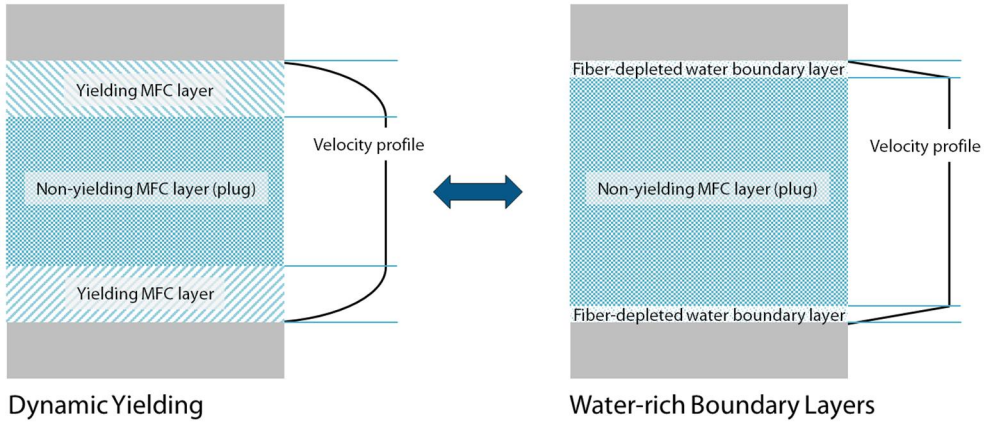 Yielding MFC layer
Velocity profile
Non-yielding MFC layer (plug)
Yielding MFC layer
Dynamic Yielding
Fiber-depleted water boundary layer
Velocity profile
Non-yielding MFC layer (plug)
Fiber-depleted water boundary layer
Water-rich Boundary Layers